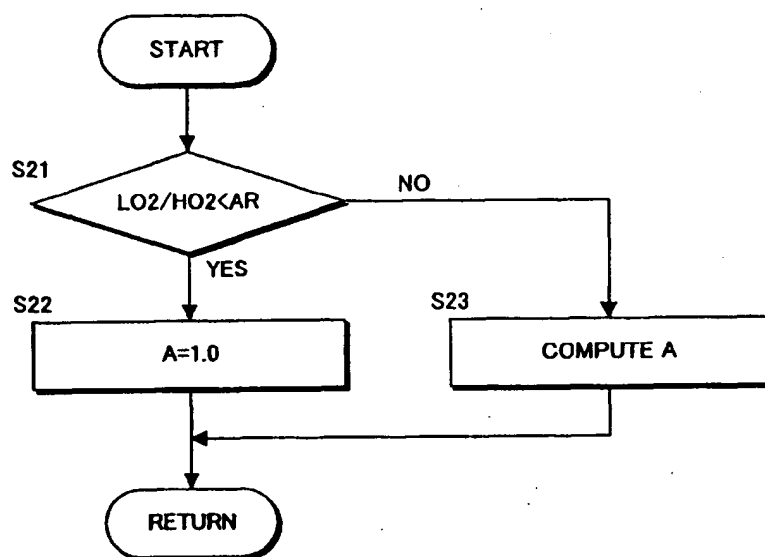 START
S21
LO2/HO2<AR
NO
YES
S22
A=1.0
S23
COMPUTE A
RETURN